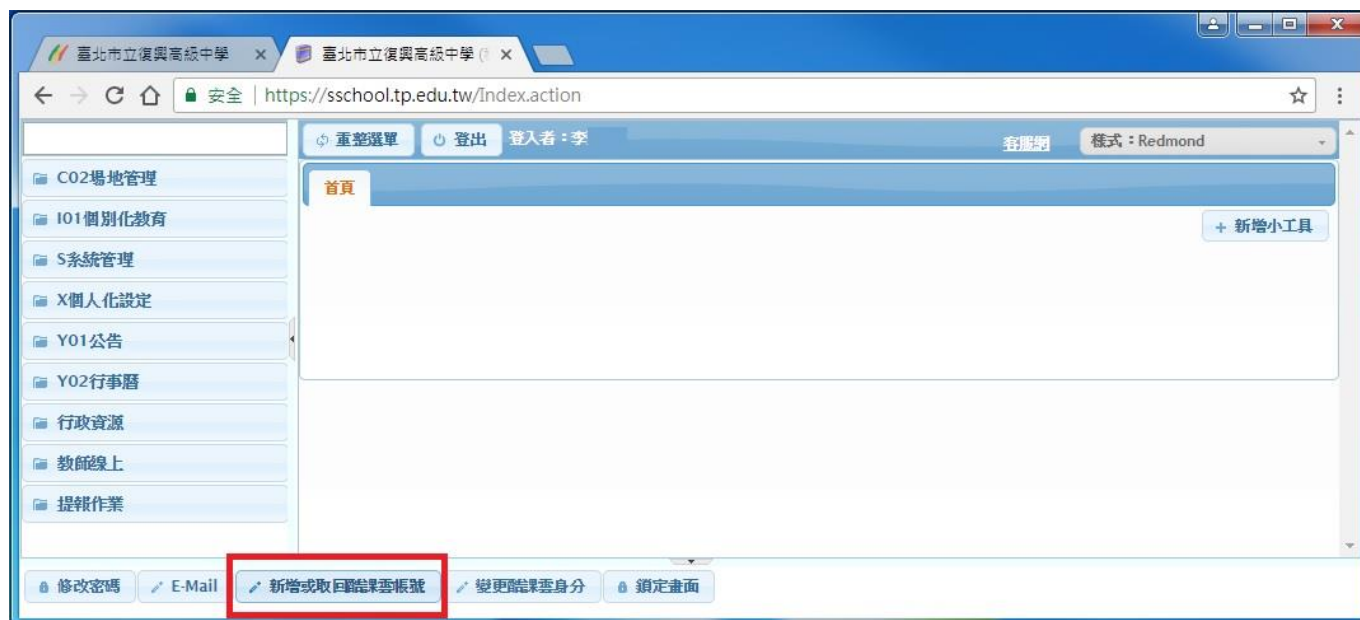 臺北市立復興高級中學
臺北市立復興高級中學 (
安全 | https://sschool.tp.edu.tw/Index.action
重整選單 登出 登入者：李 客服網 樣式：Redmond
首頁
+ 新增小工具
C02場地管理
I01個別化教育
S系統管理
X個人化設定
Y01公告
Y02行事曆
行政資源
教師線上
提報作業
修改密碼 E-Mail 新增或取回酷課雲帳號 變更酷課雲身分 鎖定畫面